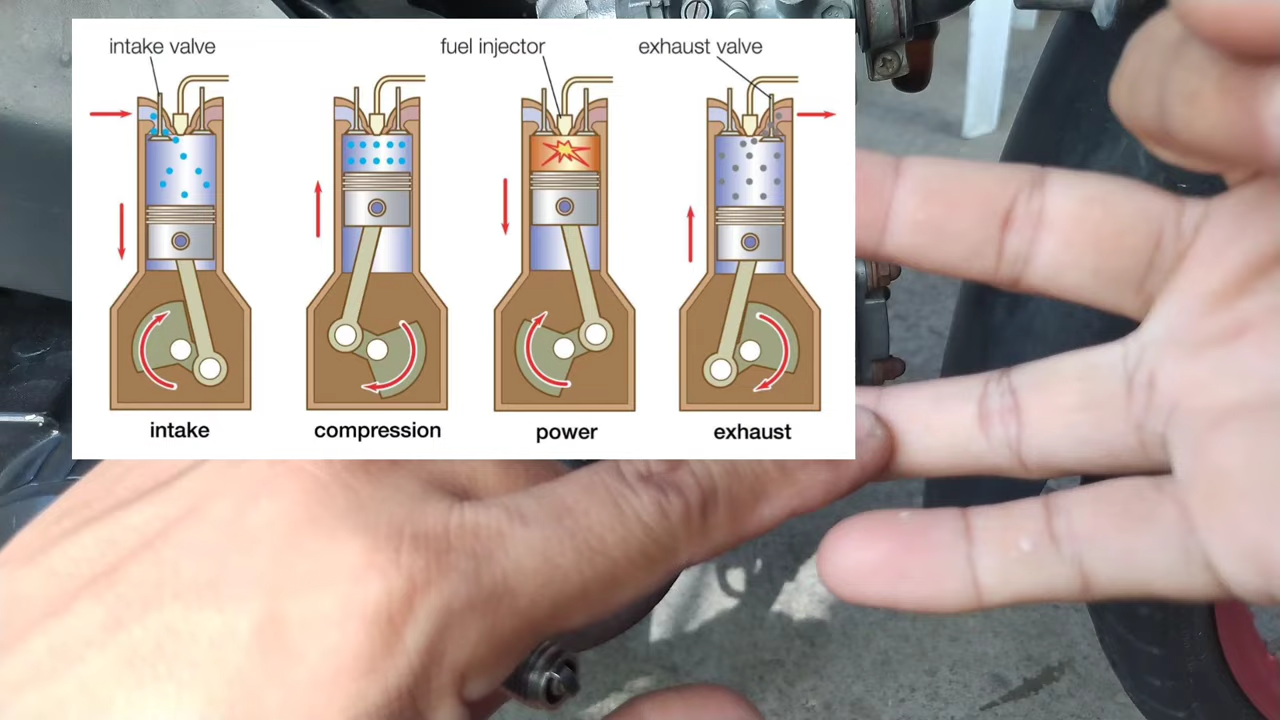 intake valve
fuel injector
exhaust valve
intake
compression
power
exhaust